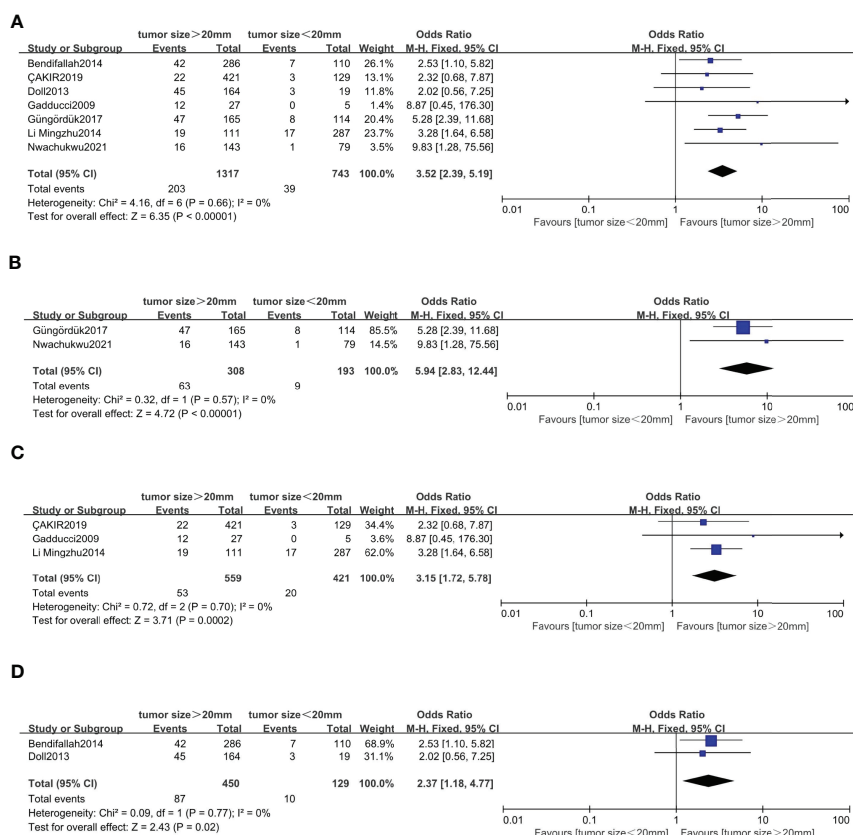 A
tumor size＞20mm tumor size＜20mm Odds Ratio Odds Ratio
Study or Subgroup Events Total Events Total Weight M-H. Fixed. 95% CI M-H. Fixed. 95% CI
Bendifallah2014 42 286 7 110 26.1% 2.53 [1.10, 5.82]
ÇAKIR2019 22 421 3 129 13.1% 2.32 [0.68, 7.87]
Doll2013 45 164 3 19 11.8% 2.02 [0.56, 7.25]
Gadducci2009 12 27 0 5 1.4% 8.87 [0.45, 176.30]
Güngördük2017 47 165 8 114 20.4% 5.28 [2.39, 11.68]
Li Mingzhu2014 19 111 17 287 23.7% 3.28 [1.64, 6.58]
Nwachukwu2021 16 143 1 79 3.5% 9.83 [1.28, 75.56]
Total (95% CI) 1317 743 100.0% 3.52 [2.39, 5.19]
Total events 203 39
Heterogeneity: Chi² = 4.16, df = 6 (P = 0.66); I² = 0%
Test for overall effect: Z = 6.35 (P < 0.00001)
0.01 0.1 1 10 100
Favours [tumor size＜20mm] Favours [tumor size＞20mm]
B
tumor size＞20mm tumor size＜20mm Odds Ratio Odds Ratio
Study or Subgroup Events Total Events Total Weight M-H. Fixed. 95% CI M-H. Fixed. 95% CI
Güngördük2017 47 165 8 114 85.5% 5.28 [2.39, 11.68]
Nwachukwu2021 16 143 1 79 14.5% 9.83 [1.28, 75.56]
Total (95% CI) 308 193 100.0% 5.94 [2.83, 12.44]
Total events 63 9
Heterogeneity: Chi² = 0.32, df = 1 (P = 0.57); I² = 0%
Test for overall effect: Z = 4.72 (P < 0.00001)
0.01 0.1 1 10 100
Favours [tumor size＜20mm] Favours [tumor size＞20mm]
C
tumor size＞20mm tumor size＜20mm Odds Ratio Odds Ratio
Study or Subgroup Events Total Events Total Weight M-H. Fixed. 95% CI M-H. Fixed. 95% CI
ÇAKIR2019 22 421 3 129 34.4% 2.32 [0.68, 7.87]
Gadducci2009 12 27 0 5 3.6% 8.87 [0.45, 176.30]
Li Mingzhu2014 19 111 17 287 62.0% 3.28 [1.64, 6.58]
Total (95% CI) 559 421 100.0% 3.15 [1.72, 5.78]
Total events 53 20
Heterogeneity: Chi² = 0.72, df = 2 (P = 0.70); I² = 0%
Test for overall effect: Z = 3.71 (P = 0.0002)
0.01 0.1 1 10 100
Favours [tumor size＜20mm] Favours [tumor size＞20mm]
D
tumor size＞20mm tumor size＜20mm Odds Ratio Odds Ratio
Study or Subgroup Events Total Events Total Weight M-H. Fixed. 95% CI M-H. Fixed. 95% CI
Bendifallah2014 42 286 7 110 68.9% 2.53 [1.10, 5.82]
Doll2013 45 164 3 19 31.1% 2.02 [0.56, 7.25]
Total (95% CI) 450 129 100.0% 2.37 [1.18, 4.77]
Total events 87 10
Heterogeneity: Chi² = 0.09, df = 1 (P = 0.77); I² = 0%
Test for overall effect: Z = 2.43 (P = 0.02)
0.01 0.1 1 10 100
Favours [tumor size＜20mm] Favours [tumor size＞20mm]